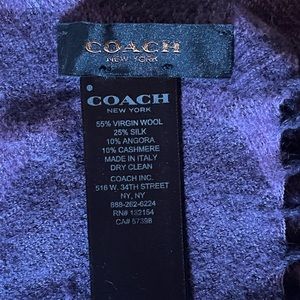 COACH
NEW YORK
COACH
NEW YORK
55% VIRGIN WOOL
25% SILK
10% ANGORA
10% CASHMERE
MADE IN ITALY
DRY CLEAN
COACH INC.
516 W. 34TH STREET
NY, NY
888-262-6224
RN# 132154
CA# 57398